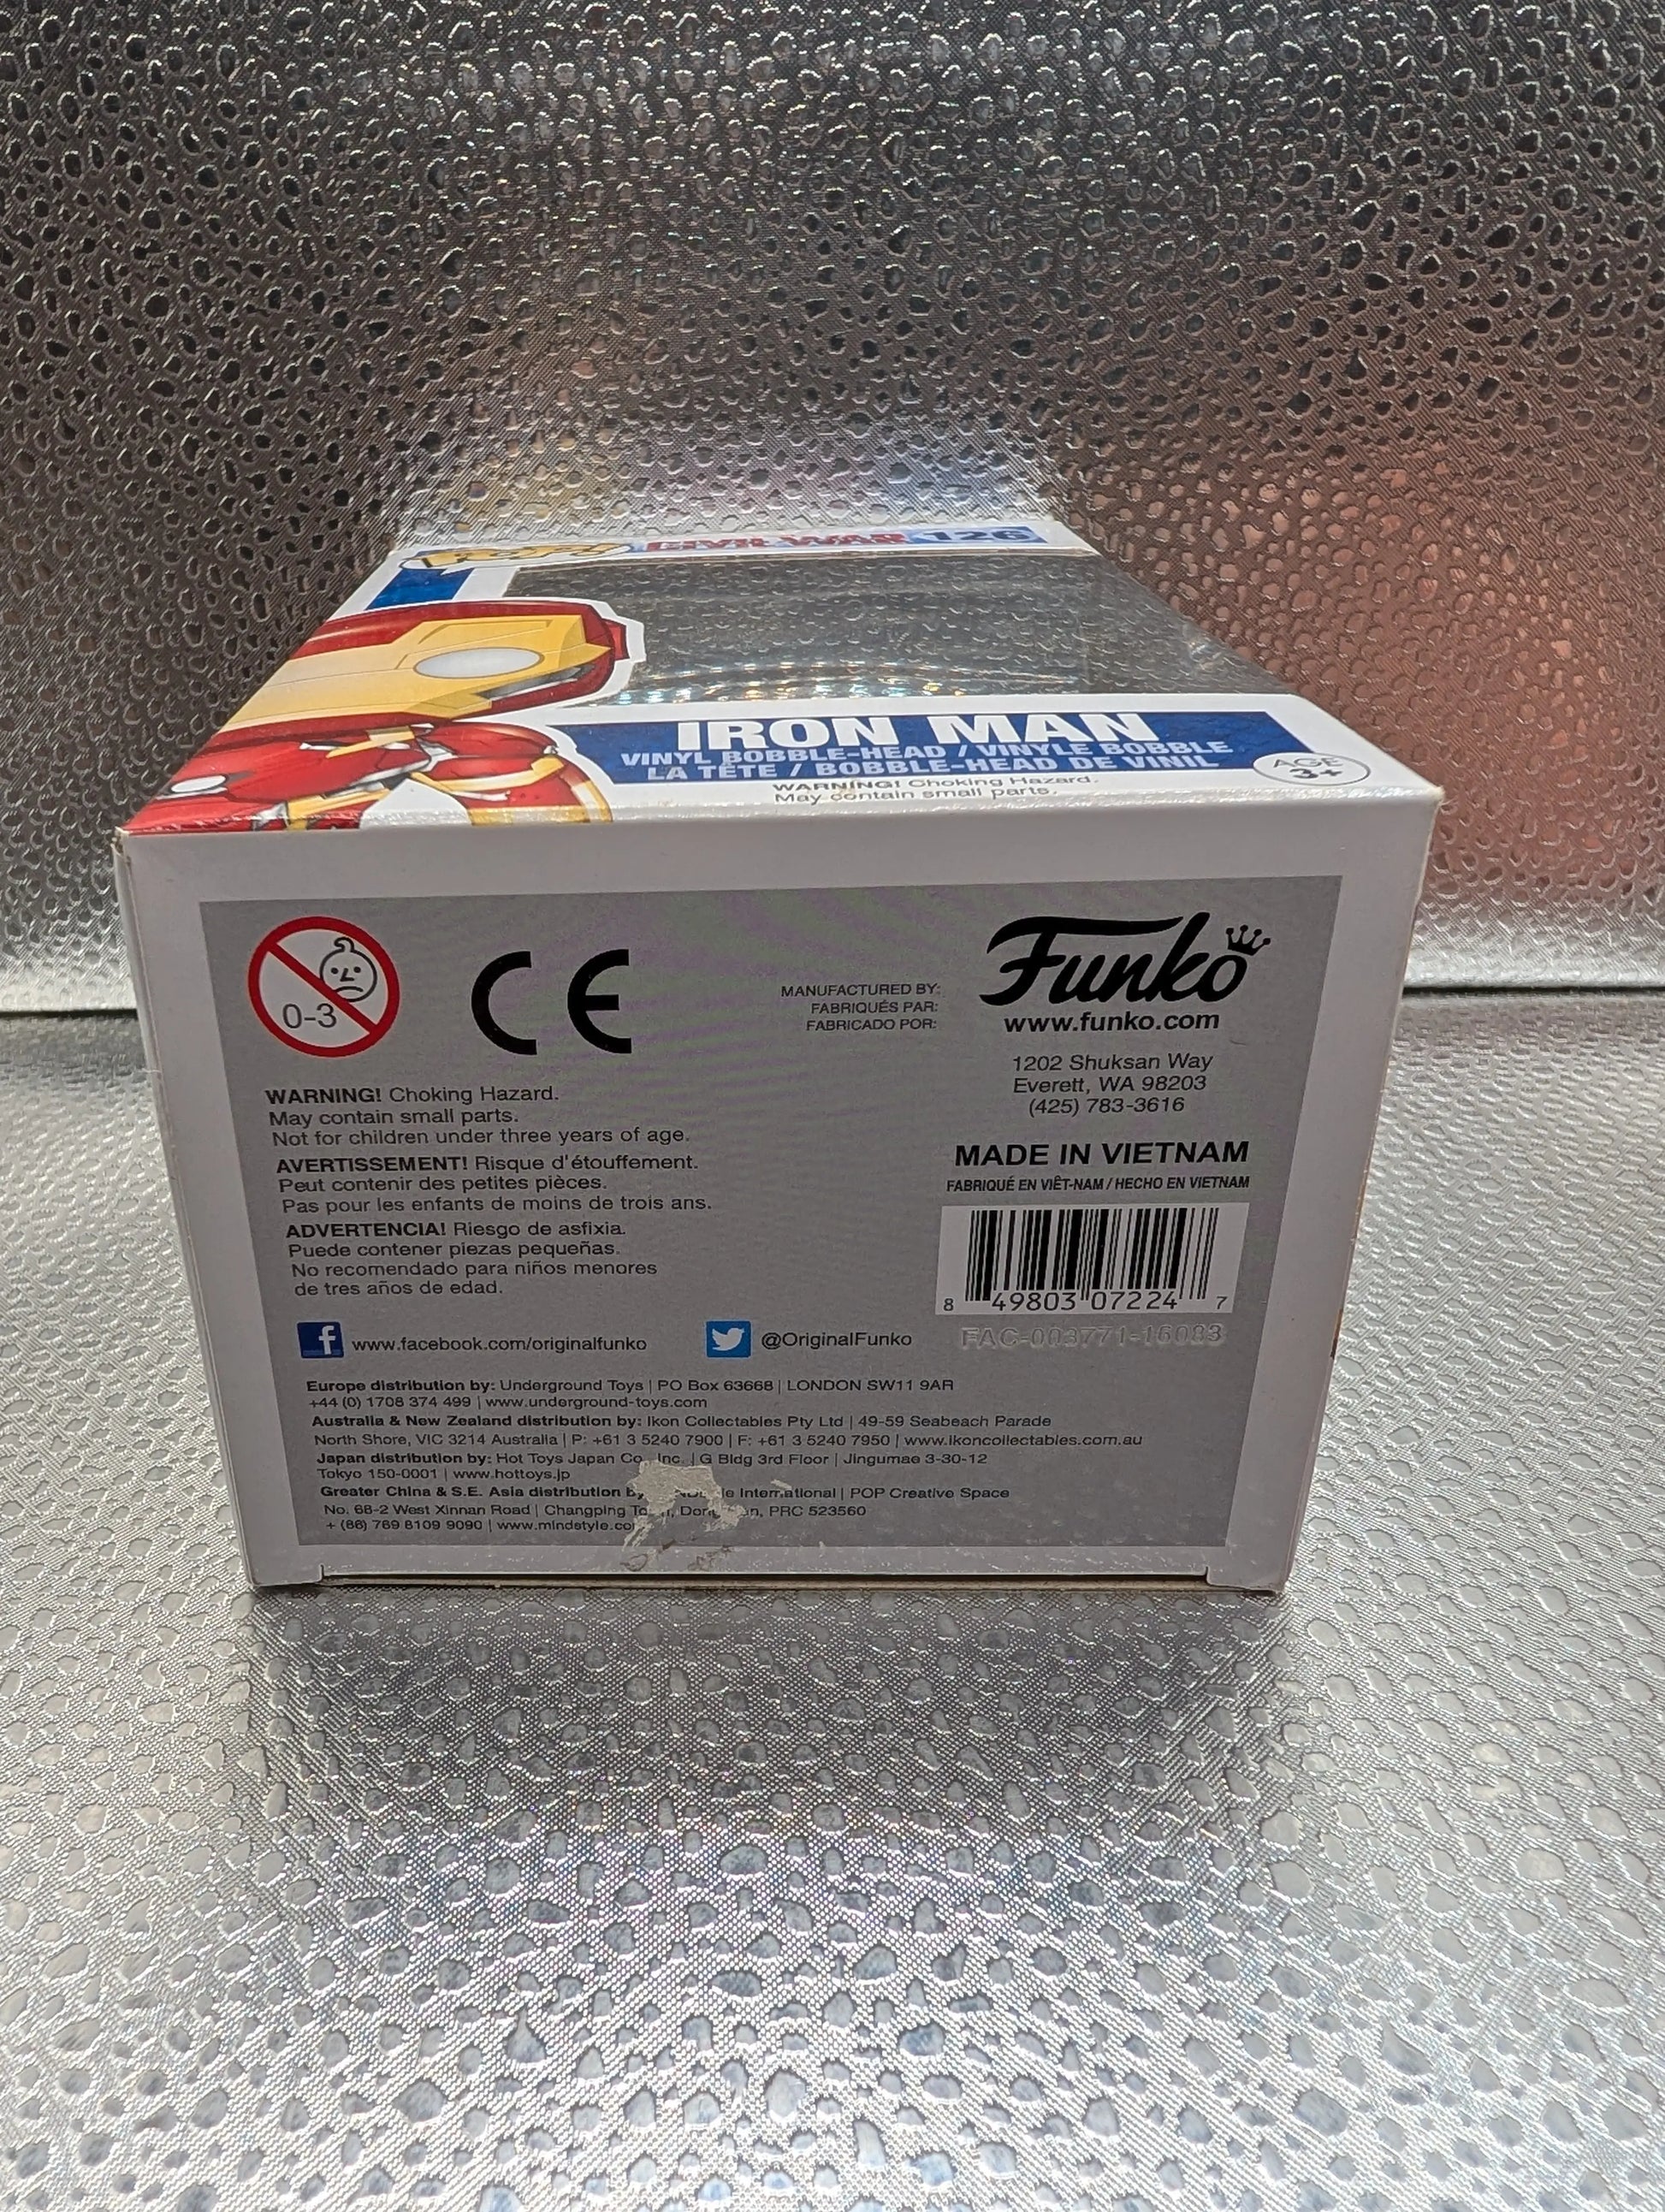 POP!
CIVIL WAR 126
IRON MAN
VINYL BOBBLE-HEAD / VINYLE BOBBLE
LA TÊTE / BOBBLE-HEAD DE VINIL
AGE
3+
WARNING! Choking Hazard.
May contain small parts.
0-3
CE
MANUFACTURED BY:
FABRIQUÉS PAR:
FABRICADO POR:
Funko
www.funko.com
1202 Shuksan Way
Everett, WA 98203
(425) 783-3616
WARNING! Choking Hazard.
May contain small parts.
Not for children under three years of age.
AVERTISSEMENT! Risque d'étouffement.
Peut contenir des petites pièces.
Pas pour les enfants de moins de trois ans.
ADVERTENCIA! Riesgo de asfixia.
Puede contener piezas pequeñas.
No recomendado para niños menores
de tres años de edad.
MADE IN VIETNAM
FABRIQUÉ EN VIÊT-NAM / HECHO EN VIETNAM
8 49803 07224 7
FAC-003771-16083
f www.facebook.com/originalfunko
@OriginalFunko
Europe distribution by: Underground Toys | PO Box 63668 | LONDON SW11 9AR
+44 (0) 1708 374 499 | www.underground-toys.com
Australia & New Zealand distribution by: Ikon Collectables Pty Ltd | 49-59 Seabeach Parade
North Shore, VIC 3214 Australia | P: +61 3 5240 7900 | F: +61 3 5240 7950 | www.ikoncollectables.com.au
Japan distribution by: Hot Toys Japan Co., Inc. | G Bldg 3rd Floor | Jingumae 3-30-12
Tokyo 150-0001 | www.hottoys.jp
Greater China & S.E. Asia distribution International | POP Creative Space
No. 68-2 West Xinnan Road | Changping PRC 523560
+ (86) 769 8109 9090 |